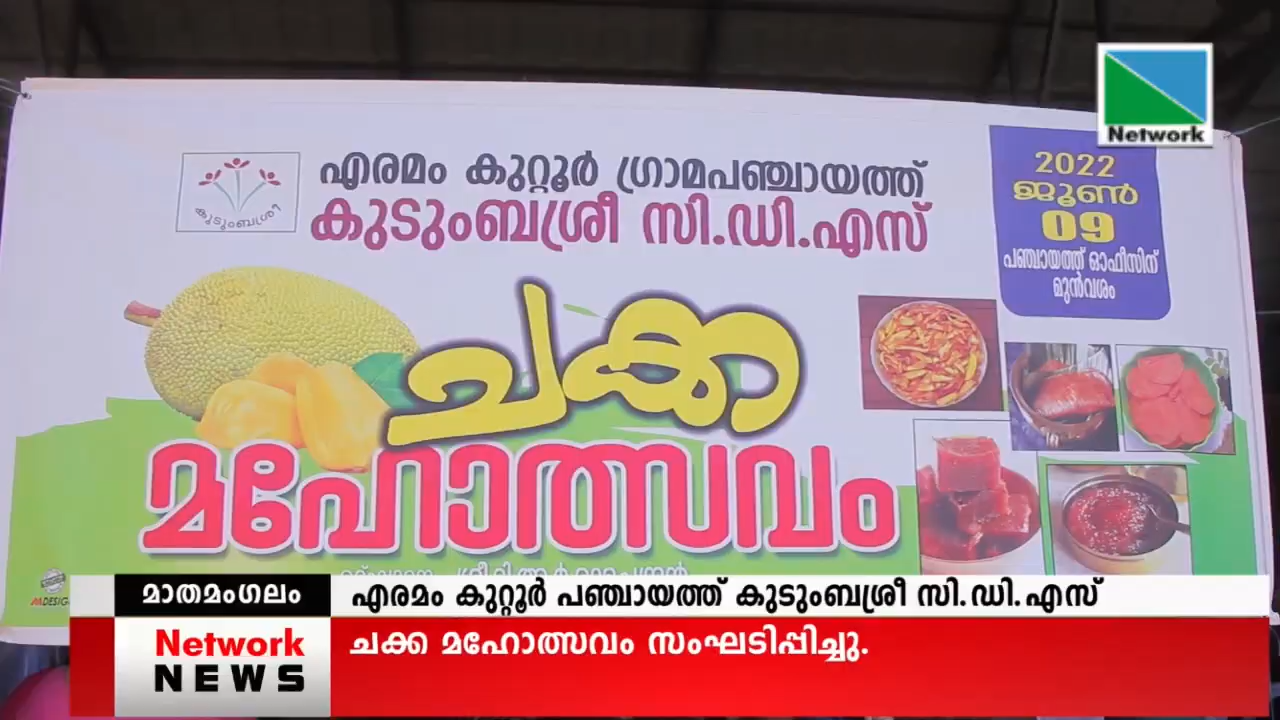 Network
എരമം കുറ്റൂർ ഗ്രാമപഞ്ചായത്ത്
കുടുംബശ്രീ സി.ഡി.എസ്
കുടുംബശ്രീ
2022
ജൂൺ
09
പഞ്ചായത്ത് ഓഫീസിന്
മുൻവശം
ചക്ക
മഹോത്സവം
മാതമംഗലം
എരമം കുറ്റൂർ പഞ്ചായത്ത് കുടുംബശ്രീ സി.ഡി.എസ്
Network
NEWS
ചക്ക മഹോത്സവം സംഘടിപ്പിച്ചു.